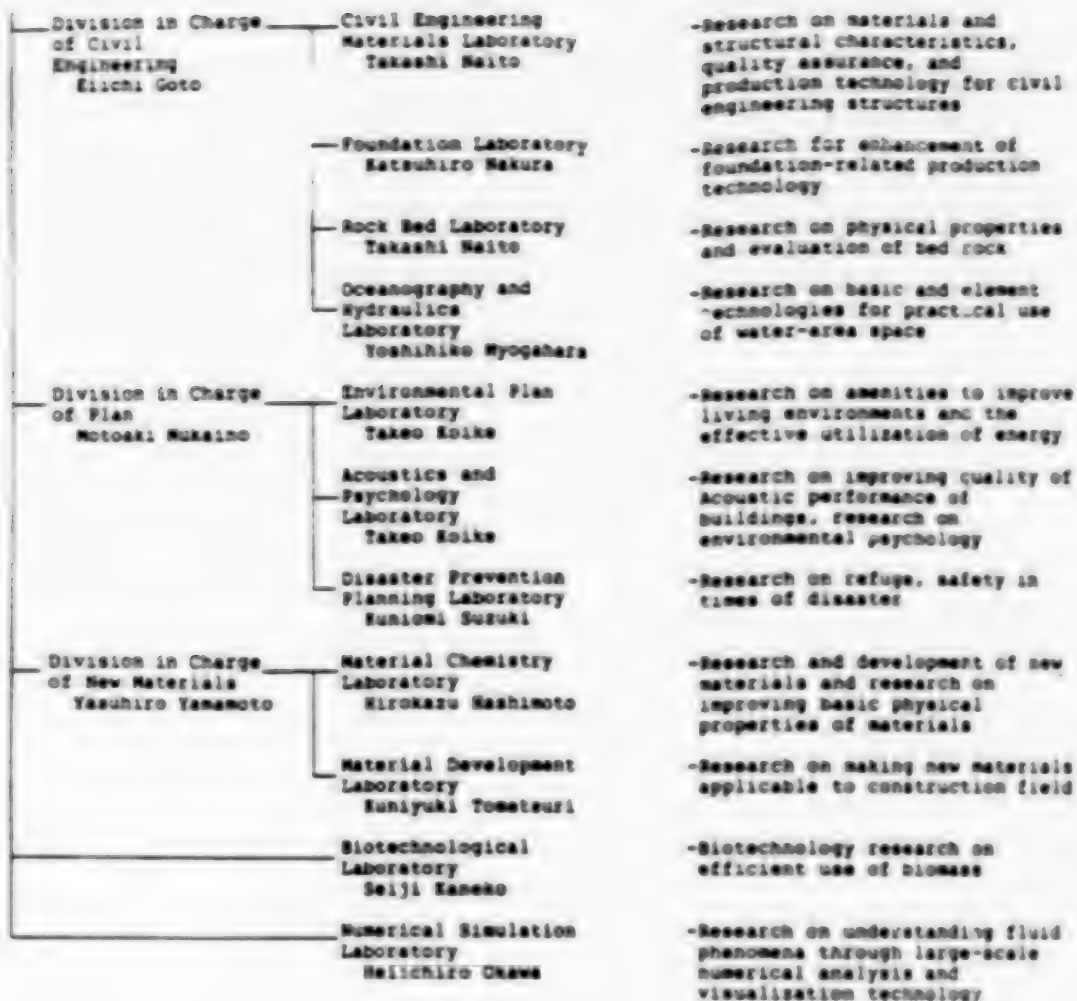 Division in Charge
of Civil
Engineering
Eiichi Goto
Civil Engineering
Materials Laboratory
Takashi Naito
-Research on materials and
structural characteristics,
quality assurance, and
production technology for civil
engineering structures
Foundation Laboratory
Katsuhiro Nakura
-Research for enhancement of
foundation-related production
technology
Rock Bed Laboratory
Takashi Naito
-Research on physical properties
and evaluation of bed rock
Oceanography and
Hydraulics
Laboratory
Yoshihiko Myogahara
-Research on basic and element
technologies for practical use
of water-area space
Division in Charge
of Plan
Motoaki Mukaino
Environmental Plan
Laboratory
Takeo Koike
-Research on amenities to improve
living environments and the
effective utilization of energy
Acoustics and
Psychology
Laboratory
Takeo Koike
-Research on improving quality of
Acoustic performance of
buildings, research on
environmental psychology
Disaster Prevention
Planning Laboratory
Kuniomi Suzuki
-Research on refuge, safety in
times of disaster
Division in Charge
of New Materials
Yasuhiro Yamamoto
Material Chemistry
Laboratory
Hirokazu Hashimoto
-Research and development of new
materials and research on
improving basic physical
properties of materials
Material Development
Laboratory
Kuniyuki Tometsuri
-Research on making new materials
applicable to construction field
Biotechnological
Laboratory
Seiji Kaneko
-Biotechnology research on
efficient use of biomass
Numerical Simulation
Laboratory
Heiichiro Okawa
-Research on understanding fluid
phenomena through large-scale
numerical analysis and
visualization technology